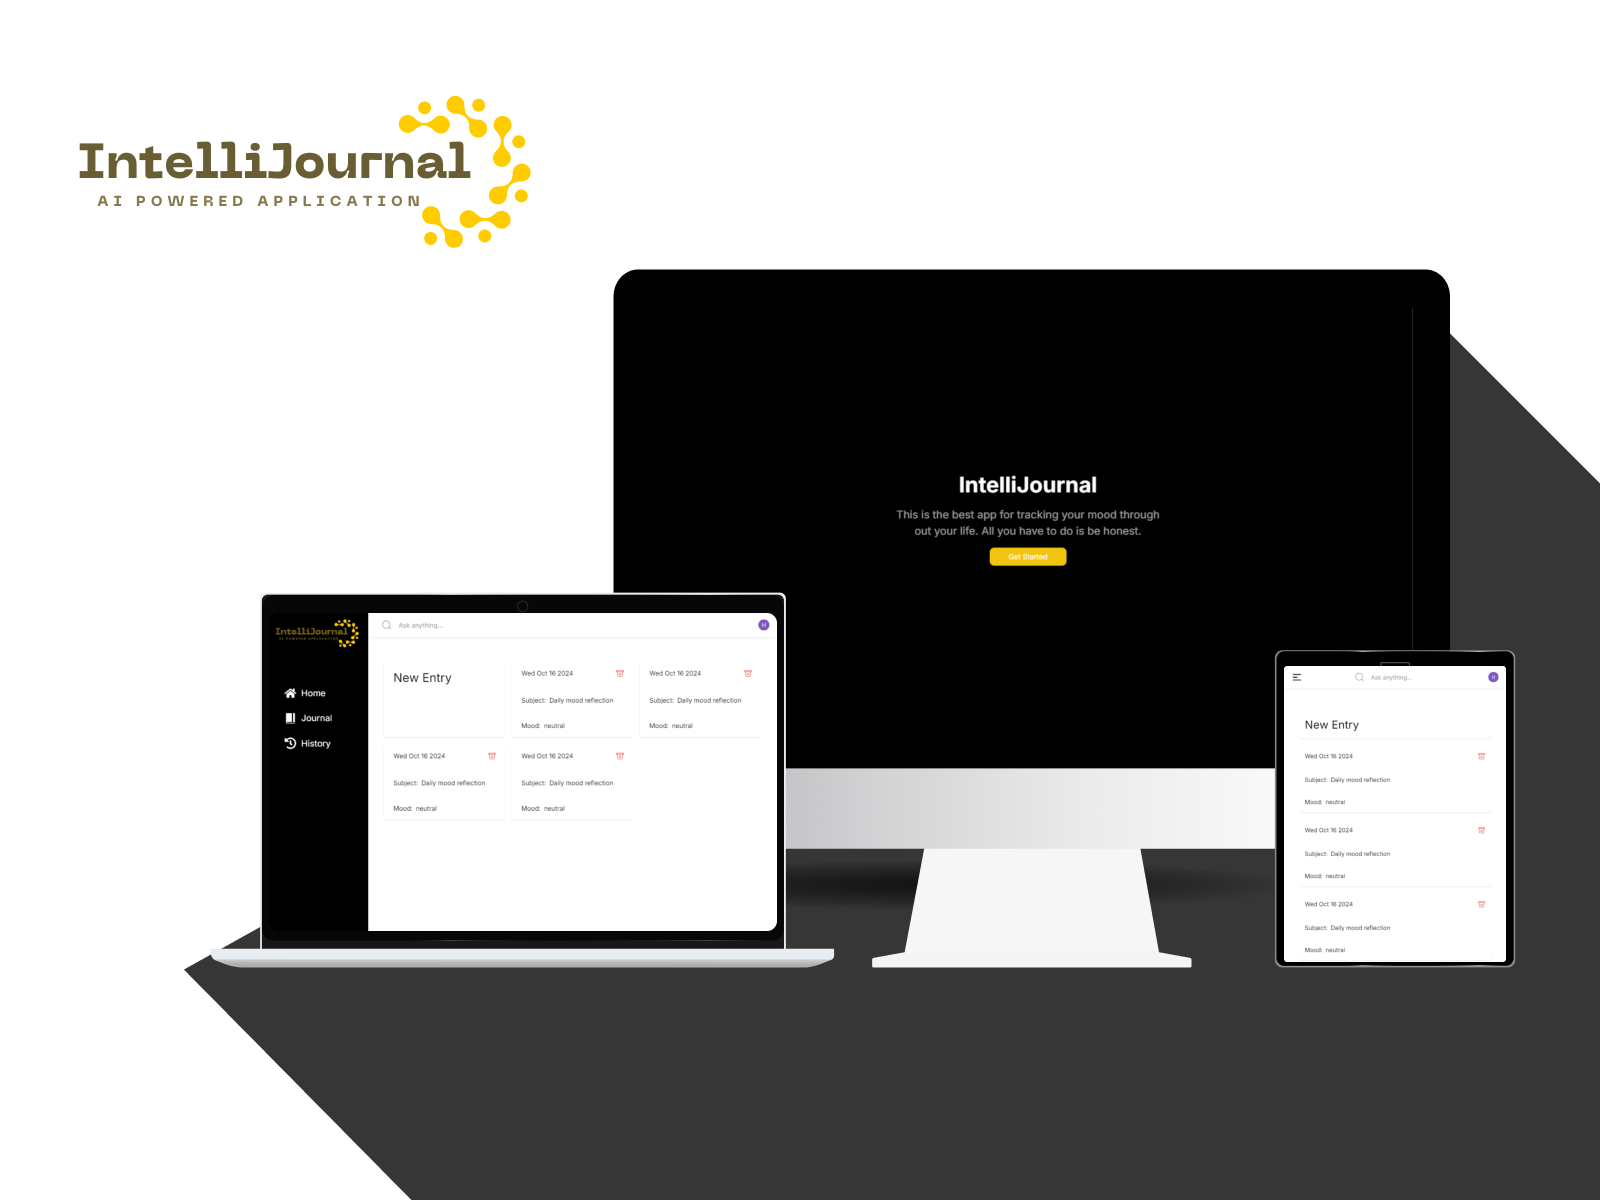 IntelliJournal
AI POWERED APPLICATION
IntelliJournal
This is the best app for tracking your mood through
out your life. All you have to do is be honest.
Get Started
IntelliJournal
AI POWERED APPLICATION
Home
Journal
History
Ask anything...
H
New Entry
Wed Oct 16 2024
Subject: Daily mood reflection
Mood: neutral
Wed Oct 16 2024
Subject: Daily mood reflection
Mood: neutral
Wed Oct 16 2024
Subject: Daily mood reflection
Mood: neutral
Wed Oct 16 2024
Subject: Daily mood reflection
Mood: neutral
Ask anything...
H
New Entry
Wed Oct 16 2024
Subject: Daily mood reflection
Mood: neutral
Wed Oct 16 2024
Subject: Daily mood reflection
Mood: neutral
Wed Oct 16 2024
Subject: Daily mood reflection
Mood: neutral